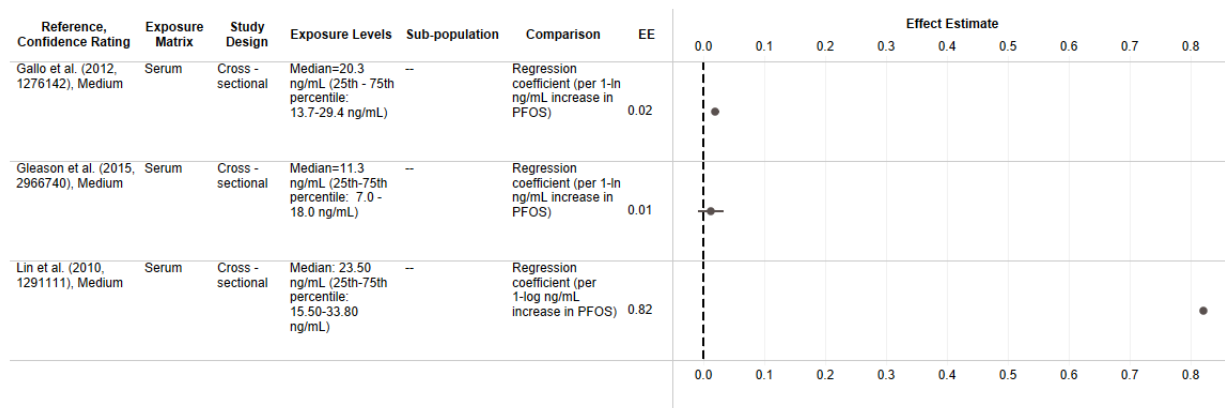 Reference, Confidence Rating
Exposure Matrix
Study Design
Exposure Levels
Sub-population
Comparison
EE
Effect Estimate
0.0 0.1 0.2 0.3 0.4 0.5 0.6 0.7 0.8
Gallo et al. (2012,
1276142), Medium
Serum
Cross -
sectional
Median=20.3
ng/mL (25th - 75th
percentile:
13.7-29.4 ng/mL)
--
Regression
coefficient (per 1-ln
ng/mL increase in
PFOS)
0.02
Gleason et al. (2015,
2966740), Medium
Serum
Cross -
sectional
Median=11.3
ng/mL (25th-75th
percentile: 7.0 -
18.0 ng/mL)
--
Regression
coefficient (per 1-ln
ng/mL increase in
PFOS)
0.01
Lin et al. (2010,
1291111), Medium
Serum
Cross -
sectional
Median: 23.50
ng/mL (25th-75th
percentile:
15.50-33.80
ng/mL)
--
Regression
coefficient (per
1-log ng/mL
increase in PFOS)
0.82
0.0 0.1 0.2 0.3 0.4 0.5 0.6 0.7 0.8